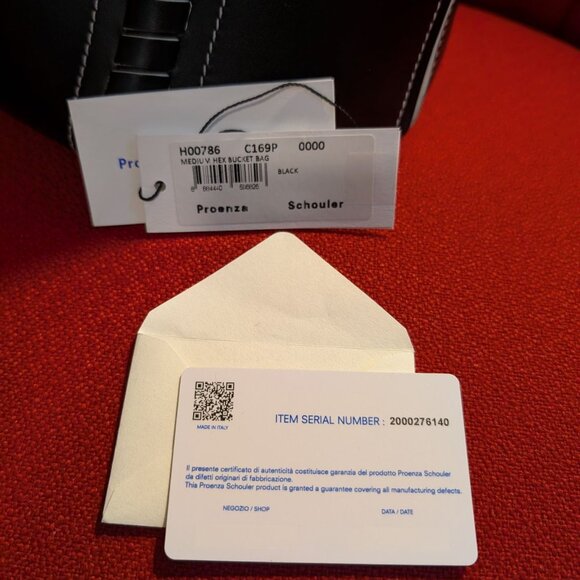 Pro
H00786 C169P 0000
MEDIUM HEX BUCKET BAG
BLACK
Proenza Schouler
MADE IN ITALY
ITEM SERIAL NUMBER : 2000276140
Il presente certificato di autenticità costituisce garanzia del prodotto Proenza Schouler
da difetti originari di fabbricazione.
This Proenza Schouler product is granted a guarantee covering all manufacturing defects.
NEGOZIO / SHOP DATA / DATE